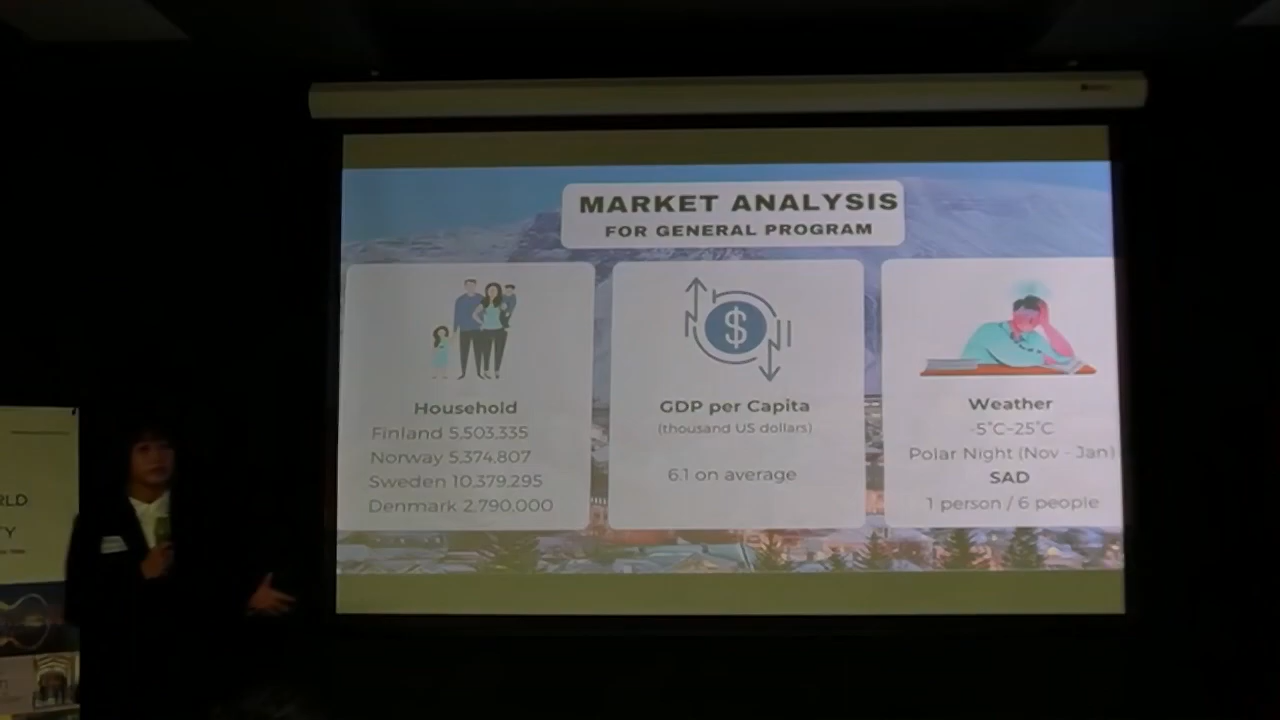 MARKET ANALYSIS
FOR GENERAL PROGRAM
Household
Finland 5,503,335
Norway 5,374,807
Sweden 10,379,295
Denmark 2,790,000
GDP per Capita
(thousand US dollars)
6.1 on average
Weather
-5°C~25°C
Polar Night (Nov - Jan)
SAD
1 person / 6 people
RLD
TY